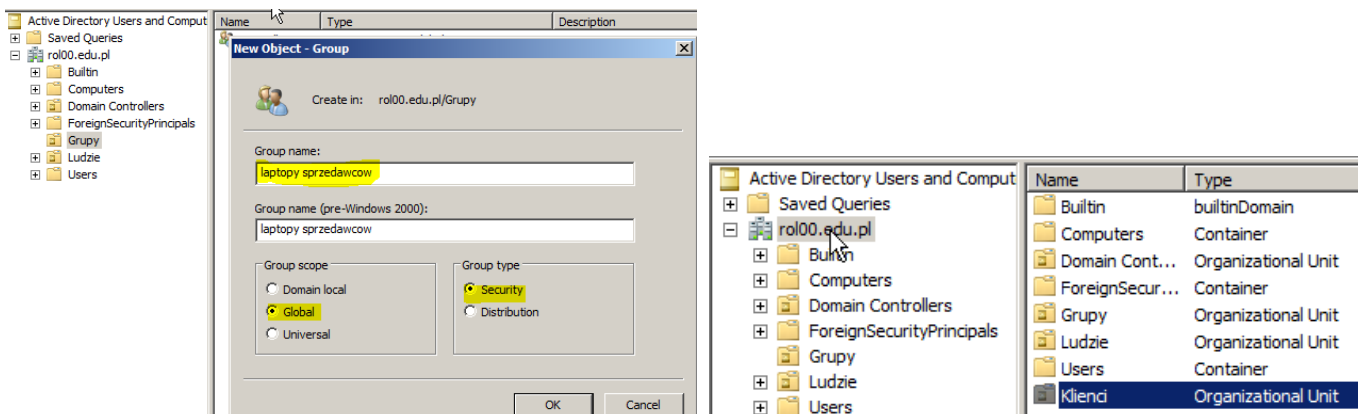 Active Directory Users and Comput
Saved Queries
rol00.edu.pl
Builtin
Computers
Domain Controllers
ForeignSecurityPrincipals
Grupy
Ludzie
Users
Name Type Description
New Object - Group
Create in: rol00.edu.pl/Grupy
Group name:
laptopy sprzedawcow
Group name (pre-Windows 2000):
laptopy sprzedawcow
Group scope
Domain local
Global
Universal
Group type
Security
Distribution
OK Cancel
Active Directory Users and Comput
Saved Queries
rol00.edu.pl
Builtin
Computers
Domain Controllers
ForeignSecurityPrincipals
Grupy
Ludzie
Users
Name Type
Builtin builtinDomain
Computers Container
Domain Cont... Organizational Unit
ForeignSecur... Container
Grupy Organizational Unit
Ludzie Organizational Unit
Users Container
Klienci Organizational Unit